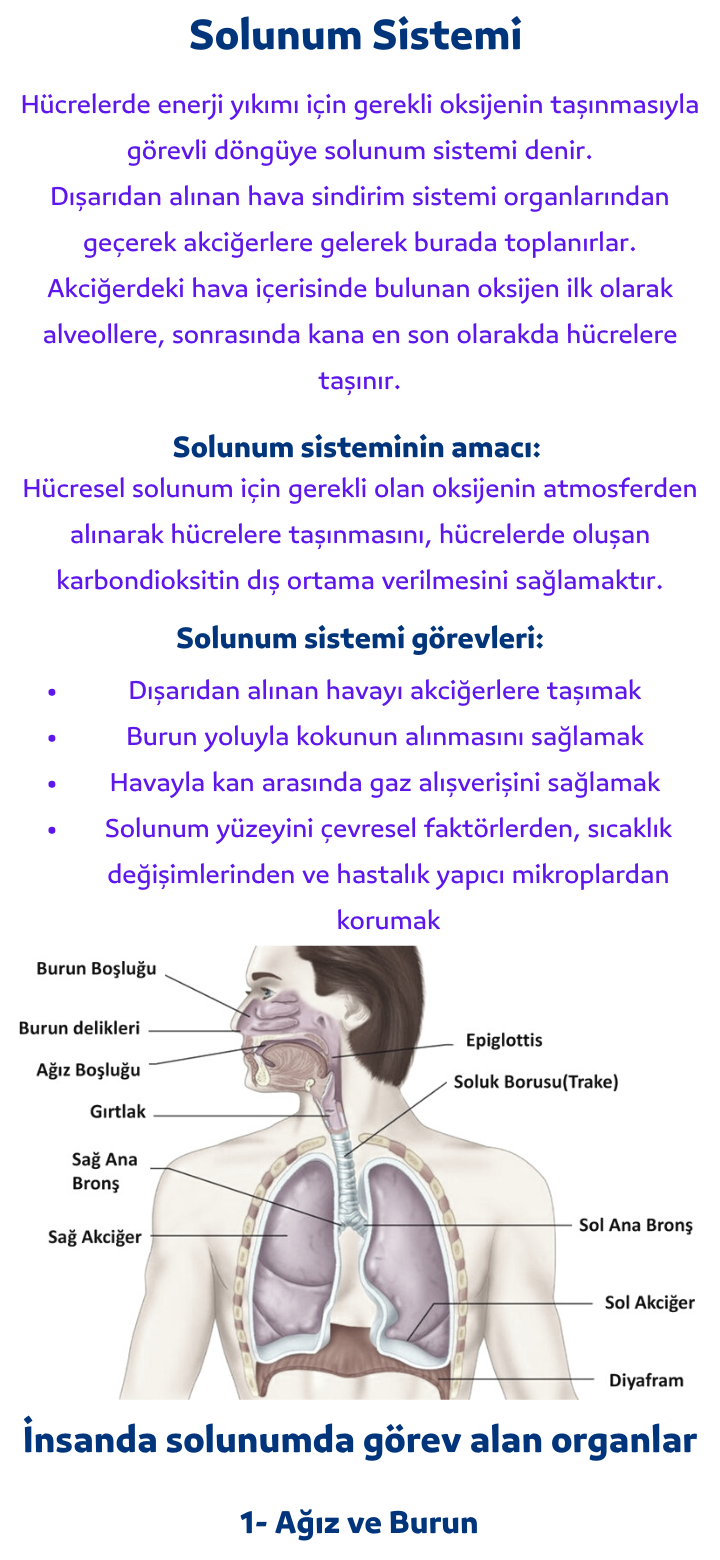 Solunum Sistemi
Hücrelerde enerji yıkımı için gerekli oksijenin taşınmasıyla
görevli döngüye solunum sistemi denir.
Dışarıdan alınan hava sindirim sistemi organlarından
geçerek akciğerlere gelerek burada toplanırlar.
Akciğerdeki hava içerisinde bulunan oksijen ilk olarak
alveollere, sonrasında kana en son olarakda hücrelere
taşınır.
Solunum sisteminin amacı:
Hücresel solunum için gerekli olan oksijenin atmosferden
alınarak hücrelere taşınmasını, hücrelerde oluşan
karbondioksitin dış ortama verilmesini sağlamaktır.
Solunum sistemi görevleri:
• Dışarıdan alınan havayı akciğerlere taşımak
• Burun yoluyla kokunun alınmasını sağlamak
• Havayla kan arasında gaz alışverişini sağlamak
• Solunum yüzeyini çevresel faktörlerden, sıcaklık
değişimlerinden ve hastalık yapıcı mikroplardan
korumak
Burun Boşluğu
Burun delikleri
Ağız Boşluğu
Gırtlak
Sağ Ana
Bronş
Sağ Akciğer
Epiglottis
Soluk Borusu(Trake)
Sol Ana Bronş
Sol Akciğer
Diyafram
İnsanda solunumda görev alan organlar
1- Ağız ve Burun